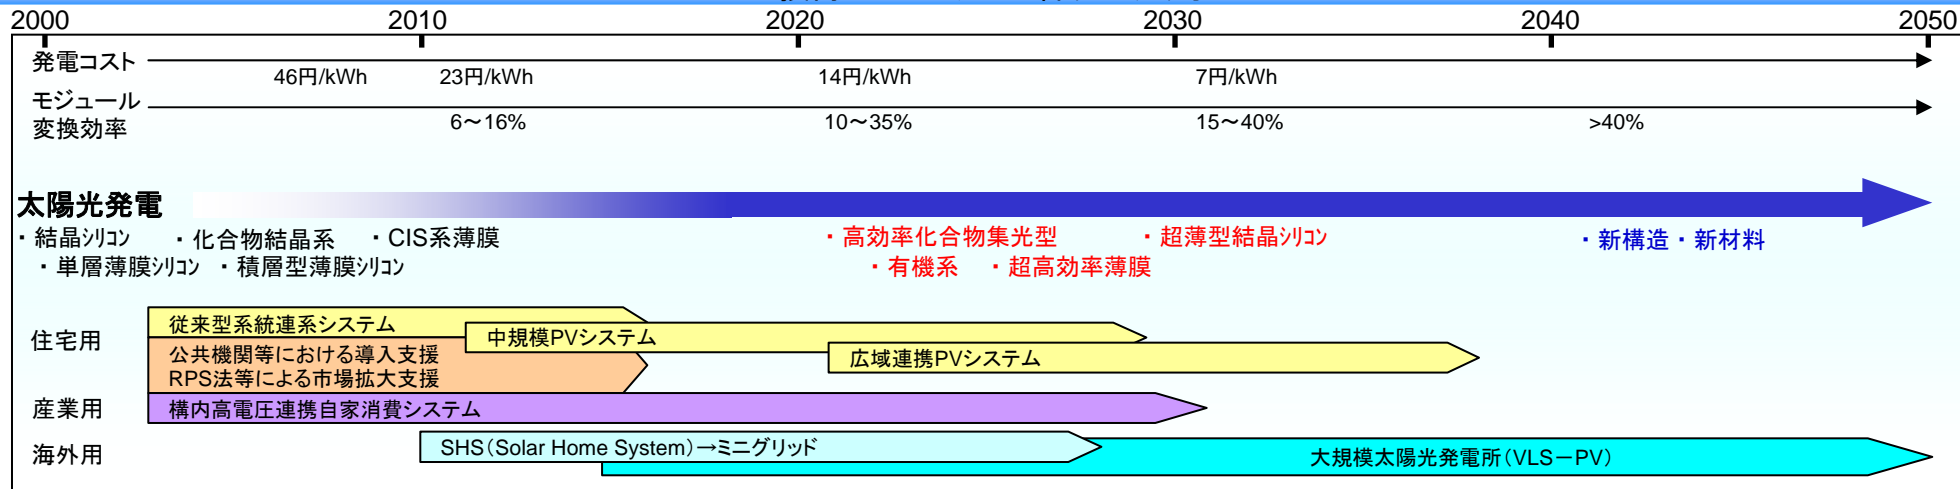 2000 2010 2020 2030 2040 2050
発電コスト
46円/kWh 23円/kWh 14円/kWh 7円/kWh
モジュール
変換効率
6～16% 10～35% 15～40% >40%
太陽光発電
・結晶ｼﾘｺﾝ ・化合物結晶系 ・CIS系薄膜 ・高効率化合物集光型 ・超薄型結晶ｼﾘｺﾝ ・新構造・新材料
・単層薄膜ｼﾘｺﾝ ・積層型薄膜ｼﾘｺﾝ ・有機系 ・超高効率薄膜
住宅用
従来型系統連系システム
中規模PVシステム
公共機関等における導入支援
RPS法等による市場拡大支援
広域連携PVシステム
産業用
構内高電圧連携自家消費システム
海外用
SHS（Solar Home System）→ミニグリッド
大規模太陽光発電所（VLS－PV）